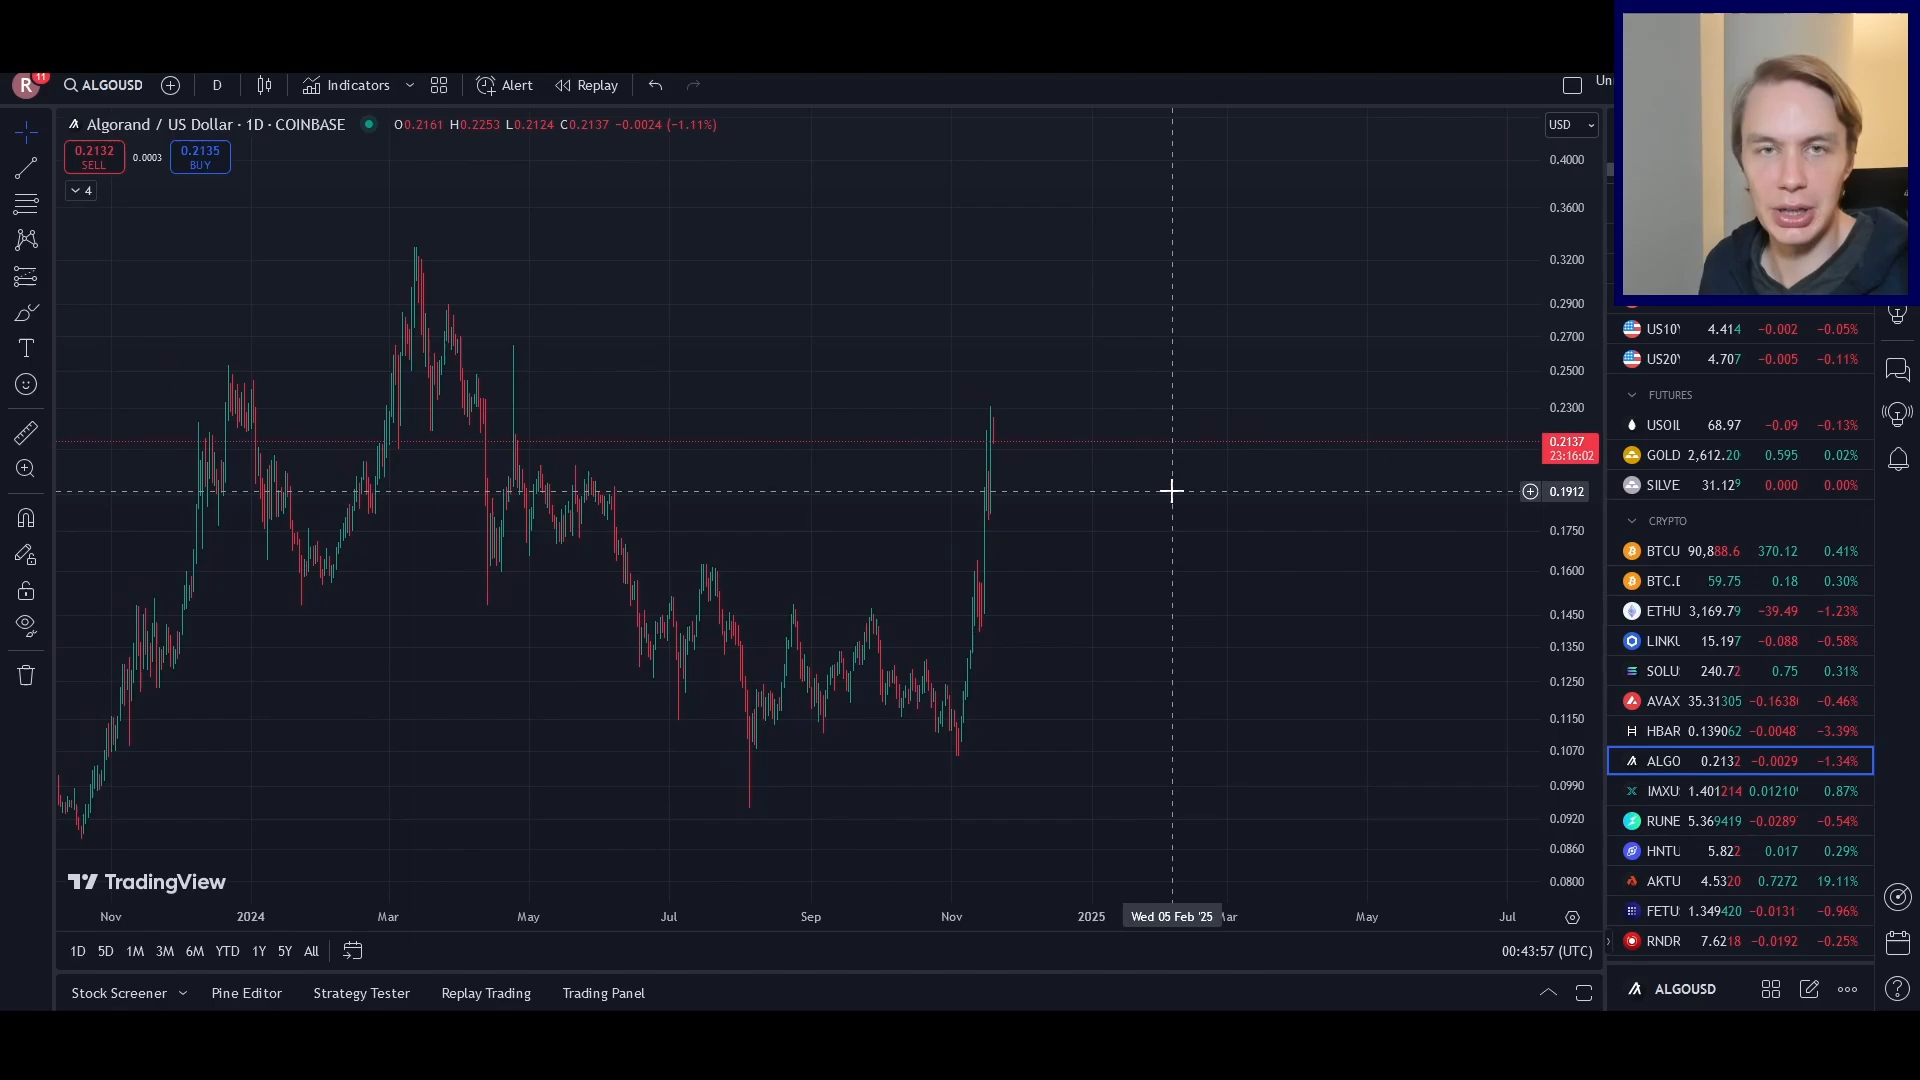 R 11 ALGOUSD D Indicators Alert Replay Un
Algorand / US Dollar · 1D · COINBASE O0.2161 H0.2253 L0.2124 C0.2137 −0.0024 (−1.11%)
0.2132 SELL 0.0003 0.2135 BUY
4
USD
0.4000
0.3600
0.3200
0.2900
0.2700
0.2500
0.2300
0.2137
23:16:02
0.1912
0.1750
0.1600
0.1450
0.1350
0.1250
0.1150
0.1070
0.0990
0.0920
0.0860
0.0800
TradingView
Nov 2024 Mar May Jul Sep Nov 2025 Wed 05 Feb '25 Mar May Jul
1D 5D 1M 3M 6M YTD 1Y 5Y All 00:43:57 (UTC)
Stock Screener Pine Editor Strategy Tester Replay Trading Trading Panel
US10Y 4.414 −0.002 −0.05%
US20Y 4.707 −0.005 −0.11%
FUTURES
USOIL 68.97 −0.09 −0.13%
GOLD 2,612.20 0.595 0.02%
SILVE 31.129 0.000 0.00%
CRYPTO
BTCU 90,888.6 370.12 0.41%
BTC.D 59.75 0.18 0.30%
ETHU 3,169.79 −39.49 −1.23%
LINKU 15.197 −0.088 −0.58%
SOLU 240.72 0.75 0.31%
AVAX 35.31305 −0.1638 −0.46%
HBAR 0.139062 −0.0048 −3.39%
ALGO 0.2132 −0.0029 −1.34%
IMXU 1.401214 0.01210 0.87%
RUNE 5.369419 −0.0289 −0.54%
HNTU 5.822 0.017 0.29%
AKTU 4.5320 0.7272 19.11%
FETU 1.349420 −0.0131 −0.96%
RNDR 7.6218 −0.0192 −0.25%
ALGOUSD